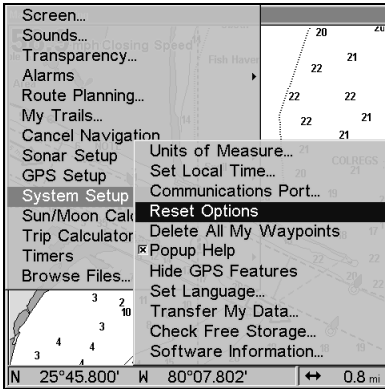 Screen...
Sounds...
mph Closing Speed
Transparency...
Fish Haven
Alarms
Route Planning...
My Trails...
Cancel Navigation
Sonar Setup
GPS Setup
System Setup
Sun/Moon Calc
Trip Calculator
Timers
Browse Files...
Units of Measure...
Set Local Time...
Communications Port...
Reset Options
Delete All My Waypoints
Popup Help
Hide GPS Features
Set Language...
Transfer My Data...
Check Free Storage...
Software Information...
20
22 21
22 22
22 22
22 21
COLREGS
3 2
10
3 4
3 4
N 25°45.800' W 80°07.802' ↔ 0.8 mi